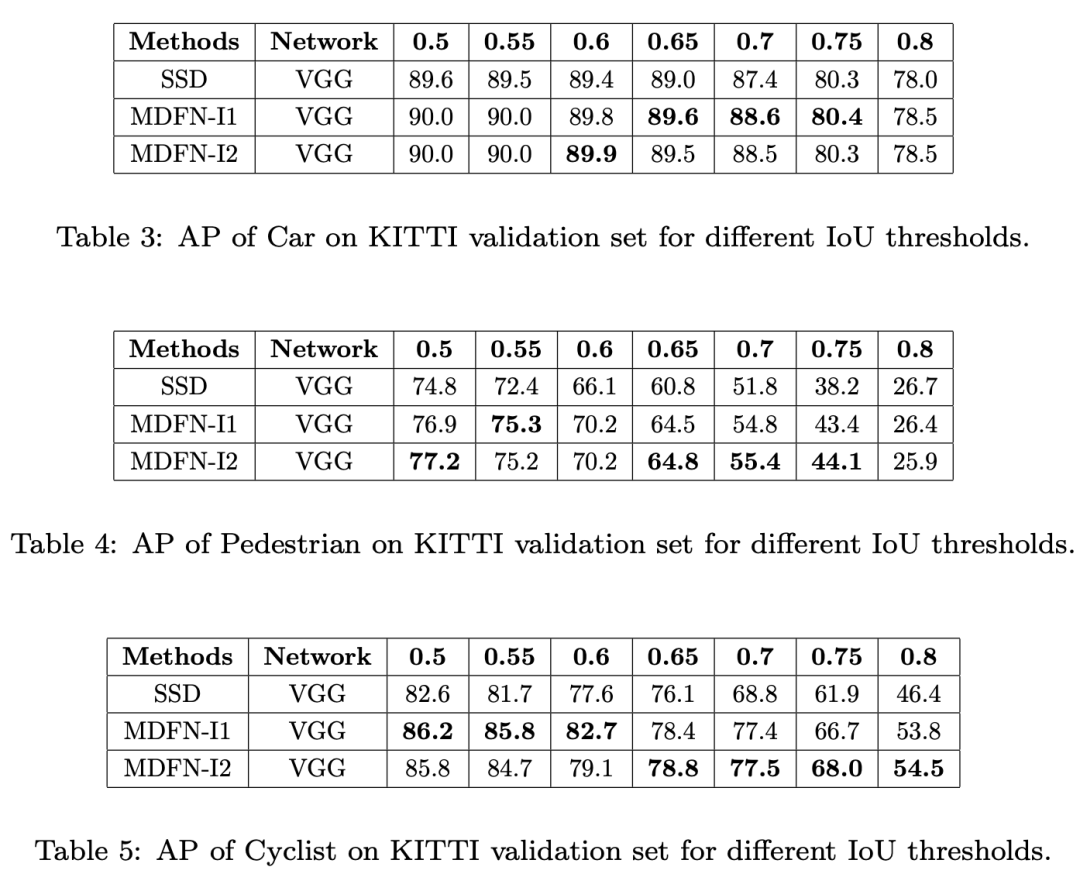 Methods Network 0.5 0.55 0.6 0.65 0.7 0.75 0.8
SSD VGG 89.6 89.5 89.4 89.0 87.4 80.3 78.0
MDFN-I1 VGG 90.0 90.0 89.8 89.6 88.6 80.4 78.5
MDFN-I2 VGG 90.0 90.0 89.9 89.5 88.5 80.3 78.5
Table 3: AP of Car on KITTI validation set for different IoU thresholds.
Methods Network 0.5 0.55 0.6 0.65 0.7 0.75 0.8
SSD VGG 74.8 72.4 66.1 60.8 51.8 38.2 26.7
MDFN-I1 VGG 76.9 75.3 70.2 64.5 54.8 43.4 26.4
MDFN-I2 VGG 77.2 75.2 70.2 64.8 55.4 44.1 25.9
Table 4: AP of Pedestrian on KITTI validation set for different IoU thresholds.
Methods Network 0.5 0.55 0.6 0.65 0.7 0.75 0.8
SSD VGG 82.6 81.7 77.6 76.1 68.8 61.9 46.4
MDFN-I1 VGG 86.2 85.8 82.7 78.4 77.4 66.7 53.8
MDFN-I2 VGG 85.8 84.7 79.1 78.8 77.5 68.0 54.5
Table 5: AP of Cyclist on KITTI validation set for different IoU thresholds.